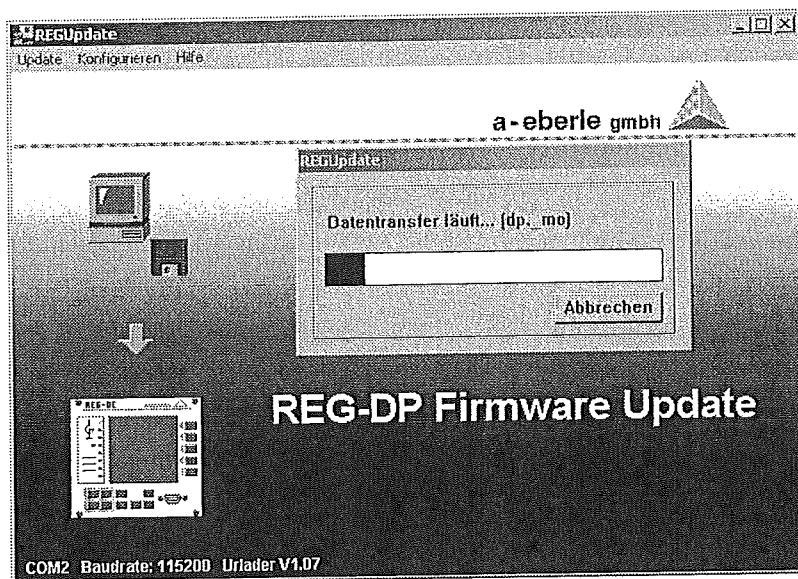 REGUpdate
Update Konfigurieren Hilfe
a-eberle gmbh
REGUpdate
Datentransfer läuft... (dp._mo)
Abbrechen
REG-DP Firmware Update
COM2 Baudrate: 115200 Urlader V1.07